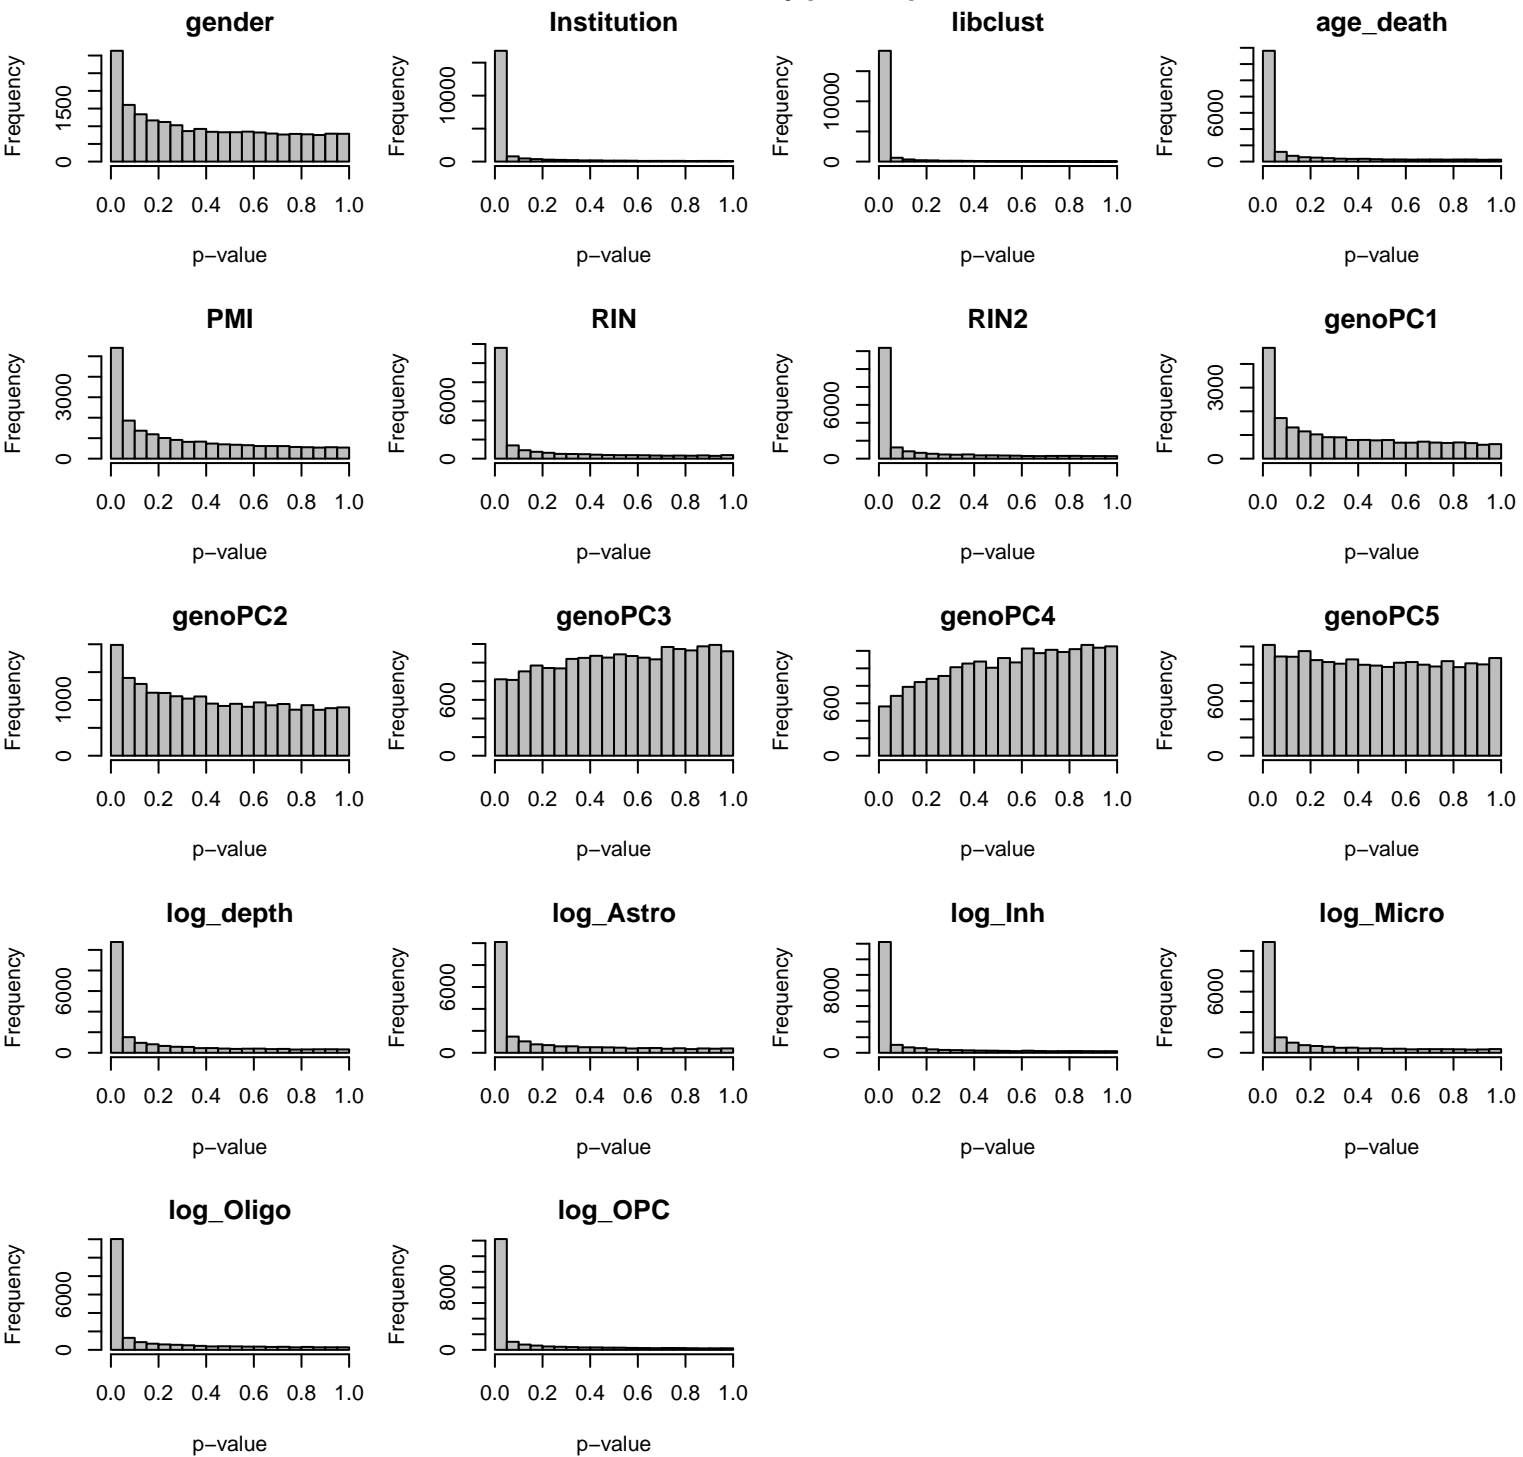 gender Institution libclust age_death
Frequency Frequency Frequency Frequency
0 1500 0 10000 0 10000 0 6000
0.0 0.2 0.4 0.6 0.8 1.0 0.0 0.2 0.4 0.6 0.8 1.0 0.0 0.2 0.4 0.6 0.8 1.0 0.0 0.2 0.4 0.6 0.8 1.0
p−value p−value p−value p−value
PMI RIN RIN2 genoPC1
Frequency Frequency Frequency Frequency
0 3000 0 6000 0 6000 0 3000
0.0 0.2 0.4 0.6 0.8 1.0 0.0 0.2 0.4 0.6 0.8 1.0 0.0 0.2 0.4 0.6 0.8 1.0 0.0 0.2 0.4 0.6 0.8 1.0
p−value p−value p−value p−value
genoPC2 genoPC3 genoPC4 genoPC5
Frequency Frequency Frequency Frequency
0 1000 0 600 0 600 0 600
0.0 0.2 0.4 0.6 0.8 1.0 0.0 0.2 0.4 0.6 0.8 1.0 0.0 0.2 0.4 0.6 0.8 1.0 0.0 0.2 0.4 0.6 0.8 1.0
p−value p−value p−value p−value
log_depth log_Astro log_Inh log_Micro
Frequency Frequency Frequency Frequency
0 6000 0 6000 0 8000 0 6000
0.0 0.2 0.4 0.6 0.8 1.0 0.0 0.2 0.4 0.6 0.8 1.0 0.0 0.2 0.4 0.6 0.8 1.0 0.0 0.2 0.4 0.6 0.8 1.0
p−value p−value p−value p−value
log_Oligo log_OPC
Frequency Frequency
0 6000 0 8000
0.0 0.2 0.4 0.6 0.8 1.0 0.0 0.2 0.4 0.6 0.8 1.0
p−value p−value